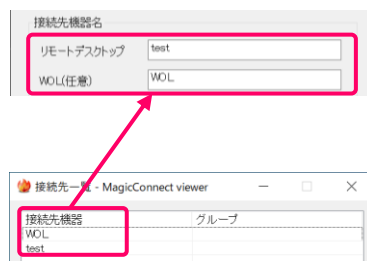 接続先機器名
リモートデスクトップ test
WOL(任意) WOL
接続先一覧 - MagicConnect viewer
接続先機器 グループ
WOL
test